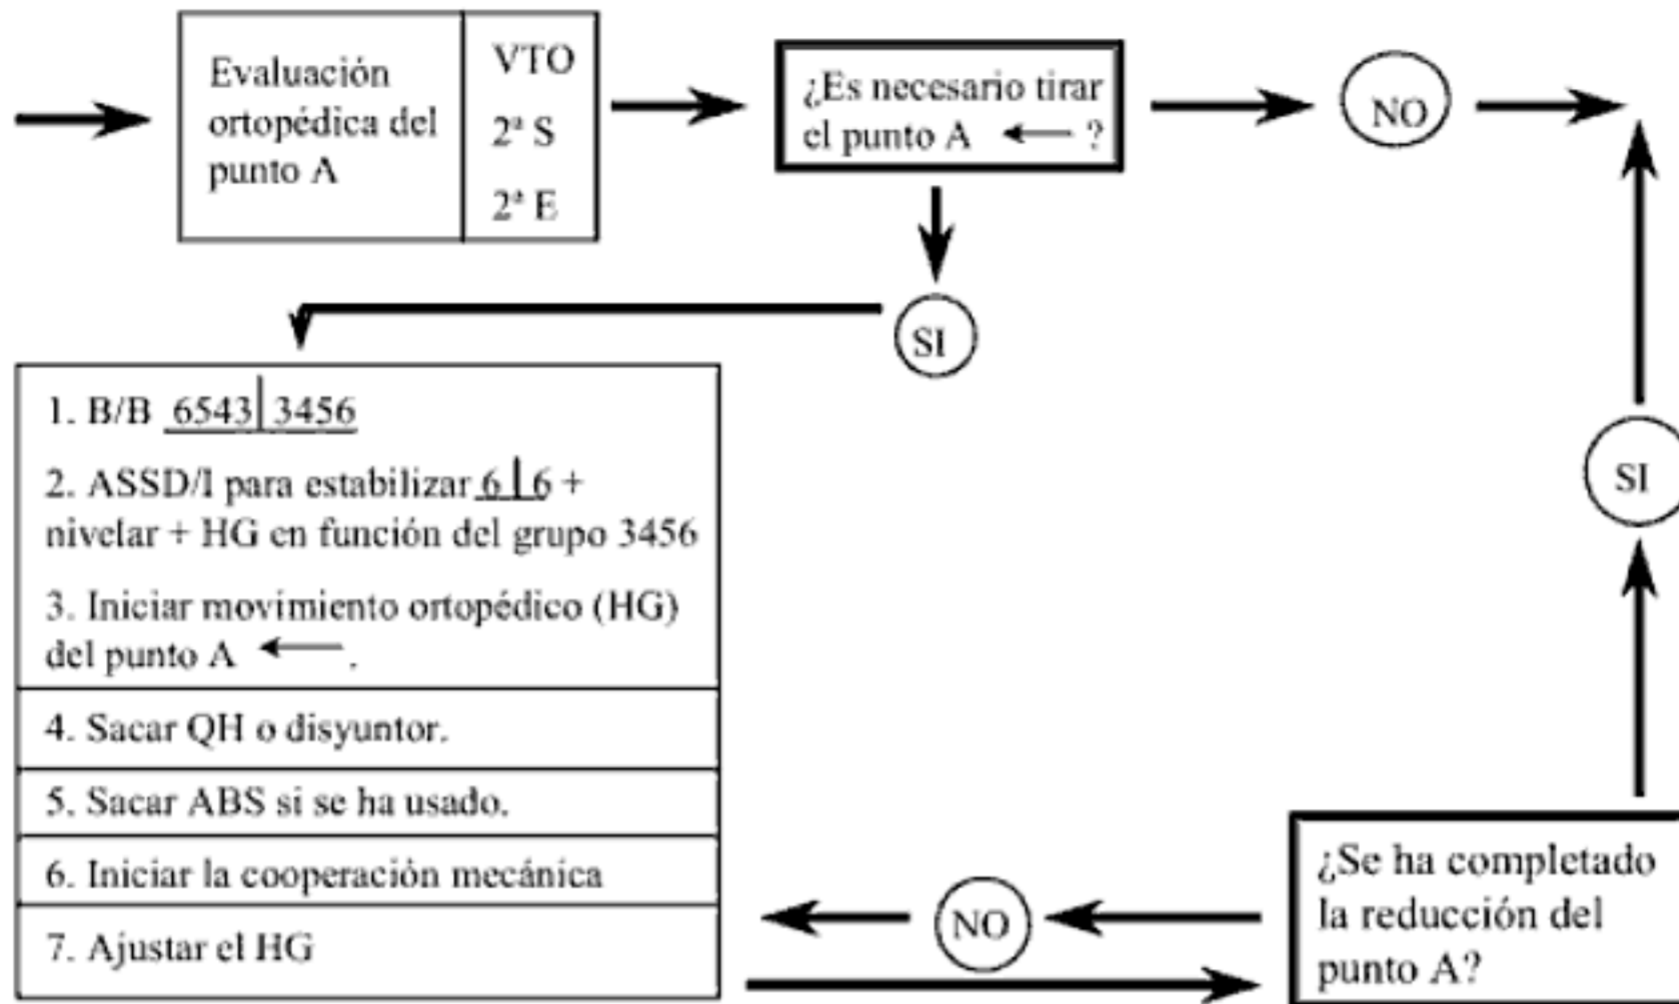 Evaluación
ortopédica del
punto A
VTO
2ª S
2ª E
¿Es necesario tirar
el punto A ← ?
NO
SI
1. B/B 6543|3456
2. ASSD/I para estabilizar 6|6 +
nivelar + HG en función del grupo 3456
3. Iniciar movimiento ortopédico (HG)
del punto A ← .
4. Sacar QH o disyuntor.
5. Sacar ABS si se ha usado.
6. Iniciar la cooperación mecánica
7. Ajustar el HG
NO
¿Se ha completado
la reducción del
punto A?
SI